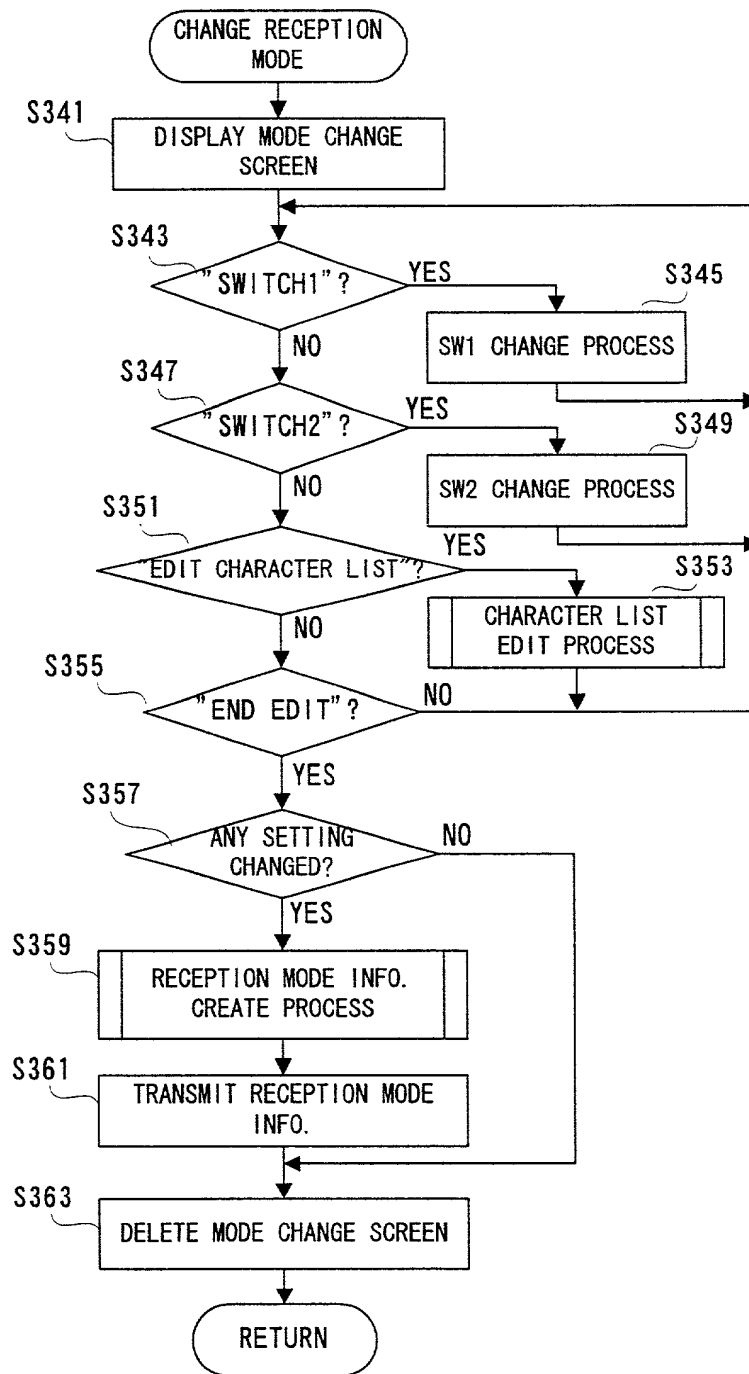 CHANGE RECEPTION
MODE
S341
DISPLAY MODE CHANGE
SCREEN
S343
"SWITCH1"?
YES
S345
SW1 CHANGE PROCESS
NO
S347
"SWITCH2"?
YES
S349
SW2 CHANGE PROCESS
NO
S351
"EDIT CHARACTER LIST"?
YES
S353
CHARACTER LIST
EDIT PROCESS
NO
S355
"END EDIT"?
NO
YES
S357
ANY SETTING
CHANGED?
NO
YES
S359
RECEPTION MODE INFO.
CREATE PROCESS
S361
TRANSMIT RECEPTION MODE
INFO.
S363
DELETE MODE CHANGE SCREEN
RETURN